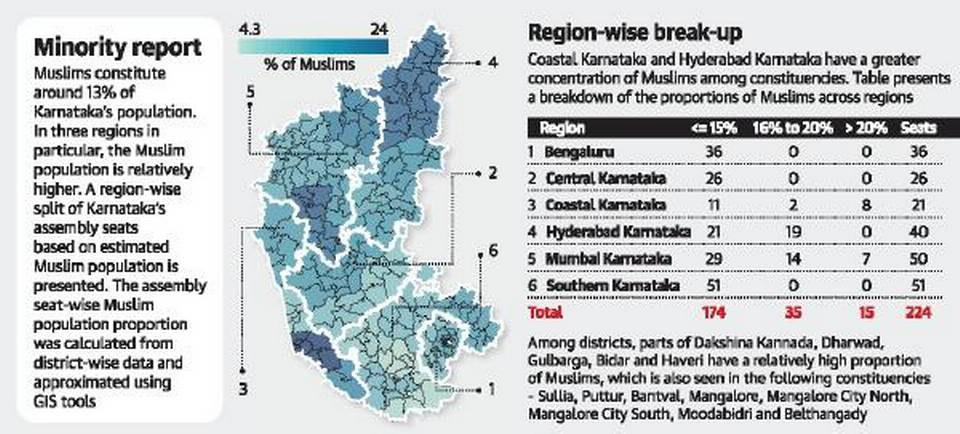 Minority report
Muslims constitute
around 13% of
Karnataka's population.
In three regions in
particular, the Muslim
population is relatively
higher. A region-wise
split of Karnataka's
assembly seats
based on estimated
Muslim population is
presented. The assembly
seat-wise Muslim
population proportion
was calculated from
district-wise data and
approximated using
GIS tools
4.3 24
% of Muslims
4
5
2
6
3
1
Region-wise break-up
Coastal Karnataka and Hyderabad Karnataka have a greater
concentration of Muslims among constituencies. Table presents
a breakdown of the proportions of Muslims across regions
Region <=15% 16% to 20% > 20% Seats
1 Bengaluru 36 0 0 36
2 Central Karnataka 26 0 0 26
3 Coastal Karnataka 11 2 8 21
4 Hyderabad Karnataka 21 19 0 40
5 Mumbai Karnataka 29 14 7 50
6 Southern Karnataka 51 0 0 51
Total 174 35 15 224
Among districts, parts of Dakshina Kannada, Dharwad,
Gulbarga, Bidar and Haveri have a relatively high proportion
of Muslims, which is also seen in the following constituencies
- Sullia, Puttur, Bantval, Mangalore, Mangalore City North,
Mangalore City South, Moodabidri and Belthangady